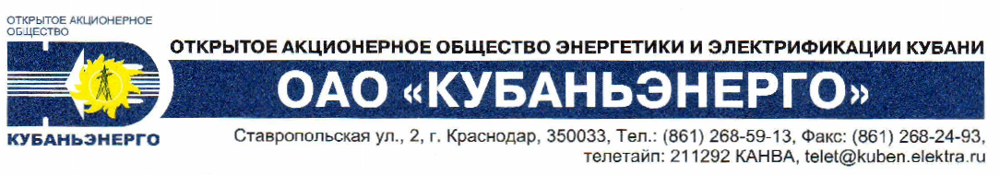 ОТКРЫТОЕ АКЦИОНЕРНОЕ
ОБЩЕСТВО
КУБАНЬЭНЕРГО
ОТКРЫТОЕ АКЦИОНЕРНОЕ ОБЩЕСТВО ЭНЕРГЕТИКИ И ЭЛЕКТРИФИКАЦИИ КУБАНИ
ОАО «КУБАНЬЭНЕРГО»
Ставропольская ул., 2, г. Краснодар, 350033, Тел.: (861) 268-59-13, Факс: (861) 268-24-93,
телетайп: 211292 КАНВА, telet@kuben.elektra.ru